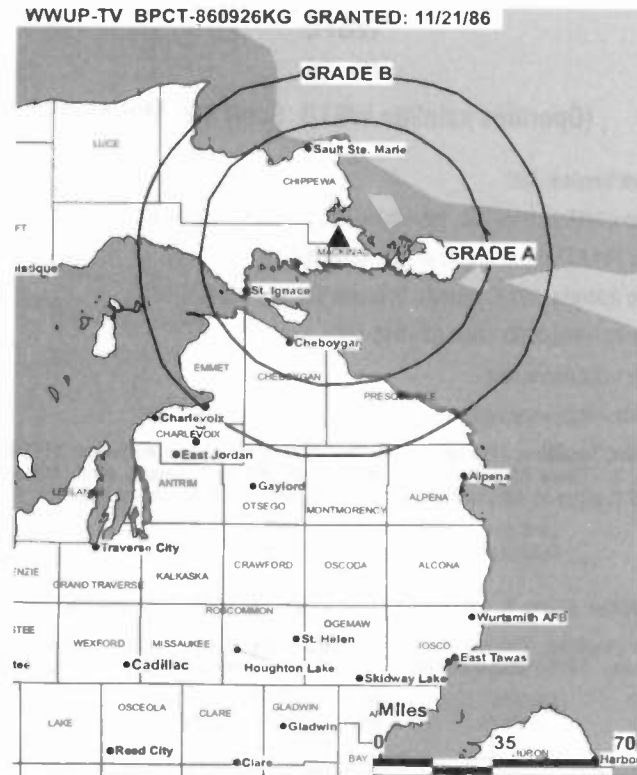 WWUP-TV BPCT-860926KG GRANTED: 11/21/86
GRADE B
LUCE
Sault Ste. Marie
CHIPPEWA
MACKINAC
GRADE A
St. Ignace
Cheboygan
EMMET
CHEBOYGAN
PRESQUE ISLE
Charlevoix
CHARLEVOIX
East Jordan
ANTRIM
Gaylord
Alpena
OTSEGO
MONTMORENCY
ALPENA
Traverse City
GRAND TRAVERSE
KALKASKA
CRAWFORD
OSCODA
ALCONA
ROSCOMMON
OGEMAW
Wurtsmith AFB
WEXFORD
MISSAUKEE
St. Helen
IOSCO
Cadillac
Houghton Lake
East Tawas
Skidway Lake
OSCEOLA
LAKE
CLARE
GLADWIN
Gladwin
Miles
0 35 70
Reed City
Clare
BAY
HURON